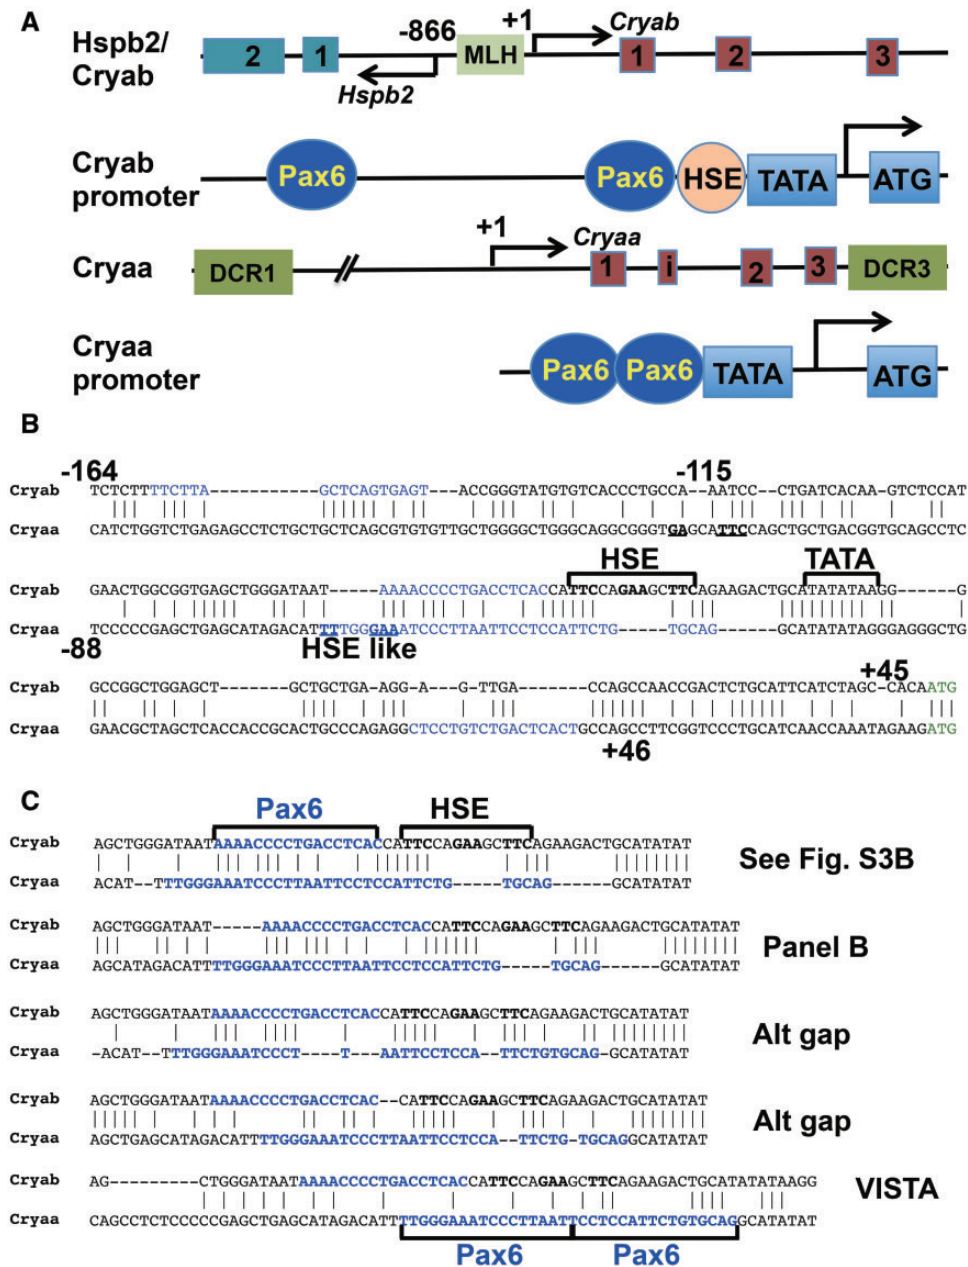 A
Hspb2/
Cryab
2 1 -866 MLH +1 Cryab 1 2 3
Hspb2
Cryab
promoter
Pax6 Pax6 HSE TATA ATG
Cryaa
DCR1 +1 Cryaa 1 i 2 3 DCR3
Cryaa
promoter
Pax6 Pax6 TATA ATG
B
-164 -115
Cryab TCTCTTTTCTTA------------GCTCAGTGAGT---ACCGGGTATGTGTCACCCTGCCA--AATCC--CTGATCACAA-GTCTCCAT
Cryaa CATCTGGTCTGAGAGCCTCTGCTGCTCAGCGTGTGTTGCTGGGGCTGGGCAGGCGGGTGAGCATTCCAGCTGCTGACGGTGCAGCCTC
HSE TATA
Cryab GAACTGGCGGTGAGCTGGGATAAT-----AAAACCCCTGACCTCACCATTCCAGAAGCTTCAGAAGACTGCATATATAAGG------G
Cryaa TCCCCCGAGCTGAGCATAGACATTTTGGGAAATCCCTTAATTCCTCCATTCTG-----TGCAG------GCATATATAGGGAGGGCTG
-88 HSE like
+45
Cryab GCCGGCTGGAGCT-------GCTGCTGA-AGG-A---G-TTGA------CCAGCCAACCGACTCTGCATTCATCTAGC-CACAATG
Cryaa GAACGCTAGCTCACCACCGCACTGCCCAGAGGCTCCTGTCTGACTCACTGCCAGCCTTCGGTCCCTGCATCAACCAAATAGAAGATG
+46
C
Pax6 HSE
Cryab AGCTGGGATAATAAAACCCCTGACCTCACCATTCCAGAAGCTTCAGAAGACTGCATATAT
Cryaa ACAT--TTTGGGAAATCCCTTAATTCCTCCATTCTG-----TGCAG------GCATATAT
See Fig. S3B
Cryab AGCTGGGATAAT-----AAAACCCCTGACCTCACCATTCCAGAAGCTTCAGAAGACTGCATATAT
Cryaa AGCATAGACATTTTGGGAAATCCCTTAATTCCTCCATTCTG-----TGCAG------GCATATAT
Panel B
Cryab AGCTGGGATAATAAAACCCCTGACCTCACCATTCCAGAAGCTTCAGAAGACTGCATATAT
Cryaa -ACAT--TTTGGGAAATCCCT----T---AATTCCTCCA--TTCTGTGCAG-GCATATAT
Alt gap
Cryab AGCTGGGATAATAAAACCCCTGACCTCAC--CATTCCAGAAGCTTCAGAAGACTGCATATAT
Cryaa AGCTGAGCATAGACATTTTGGGAAATCCCTTAATTCCTCCA--TTCTG-TGCAGGCATATAT
Alt gap
Cryab AG---------CTGGGATAATAAAACCCCTGACCTCACCATTCCAGAAGCTTCAGAAGACTGCATATATAAGG
Cryaa CAGCCTCTCCCCCGAGCTGAGCATAGACATTTTGGGAAATCCCTTAATTCCTCCATTCTGTGCAGGCATATAT
VISTA
Pax6 Pax6